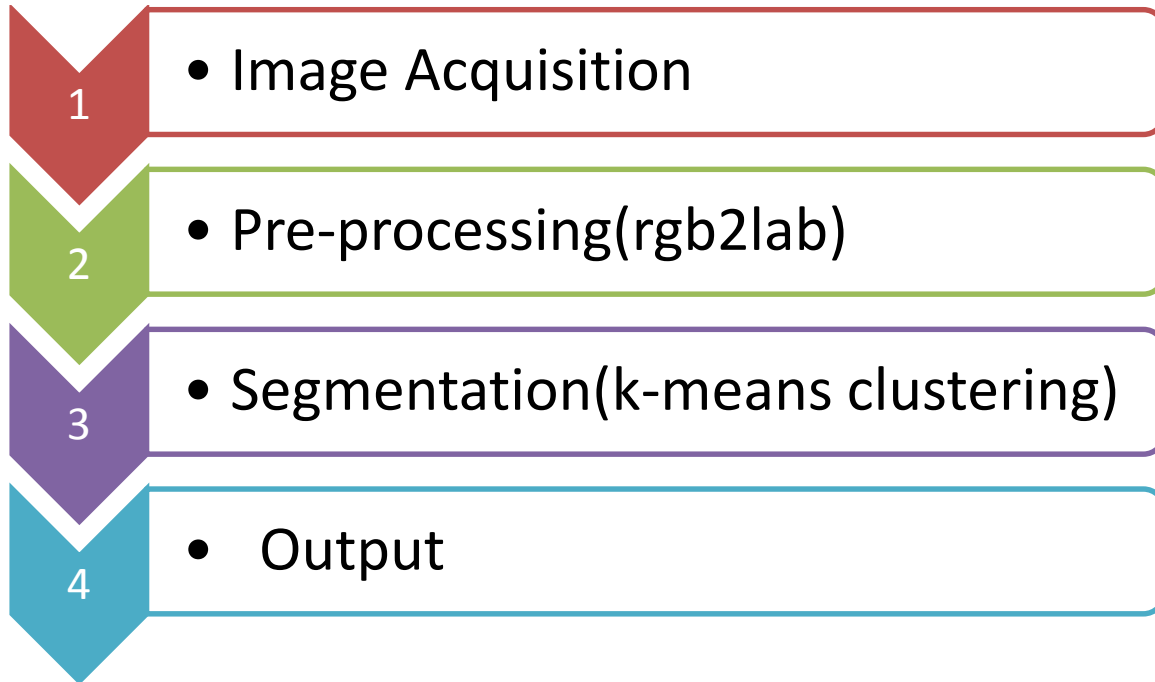 1
• Image Acquisition
2
• Pre-processing(rgb2lab)
3
• Segmentation(k-means clustering)
4
• Output